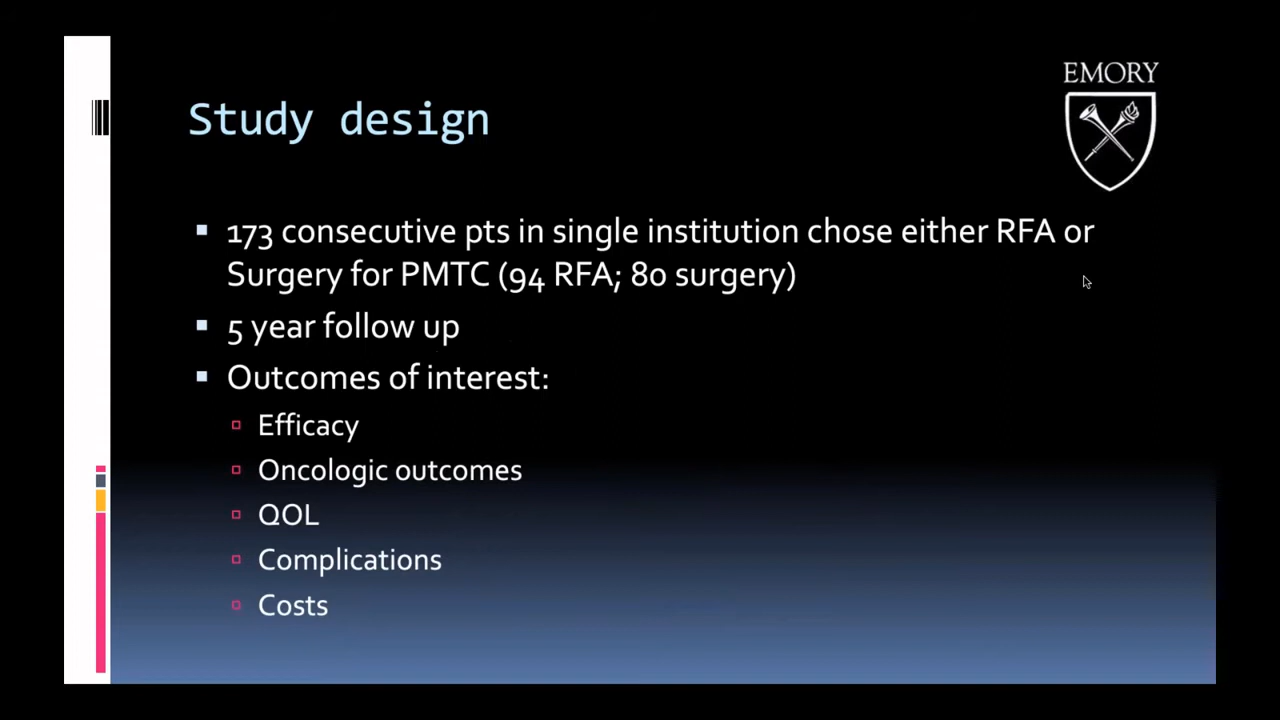 EMORY
Study design
173 consecutive pts in single institution chose either RFA or
Surgery for PMTC (94 RFA; 80 surgery)
5 year follow up
Outcomes of interest:
Efficacy
Oncologic outcomes
QOL
Complications
Costs